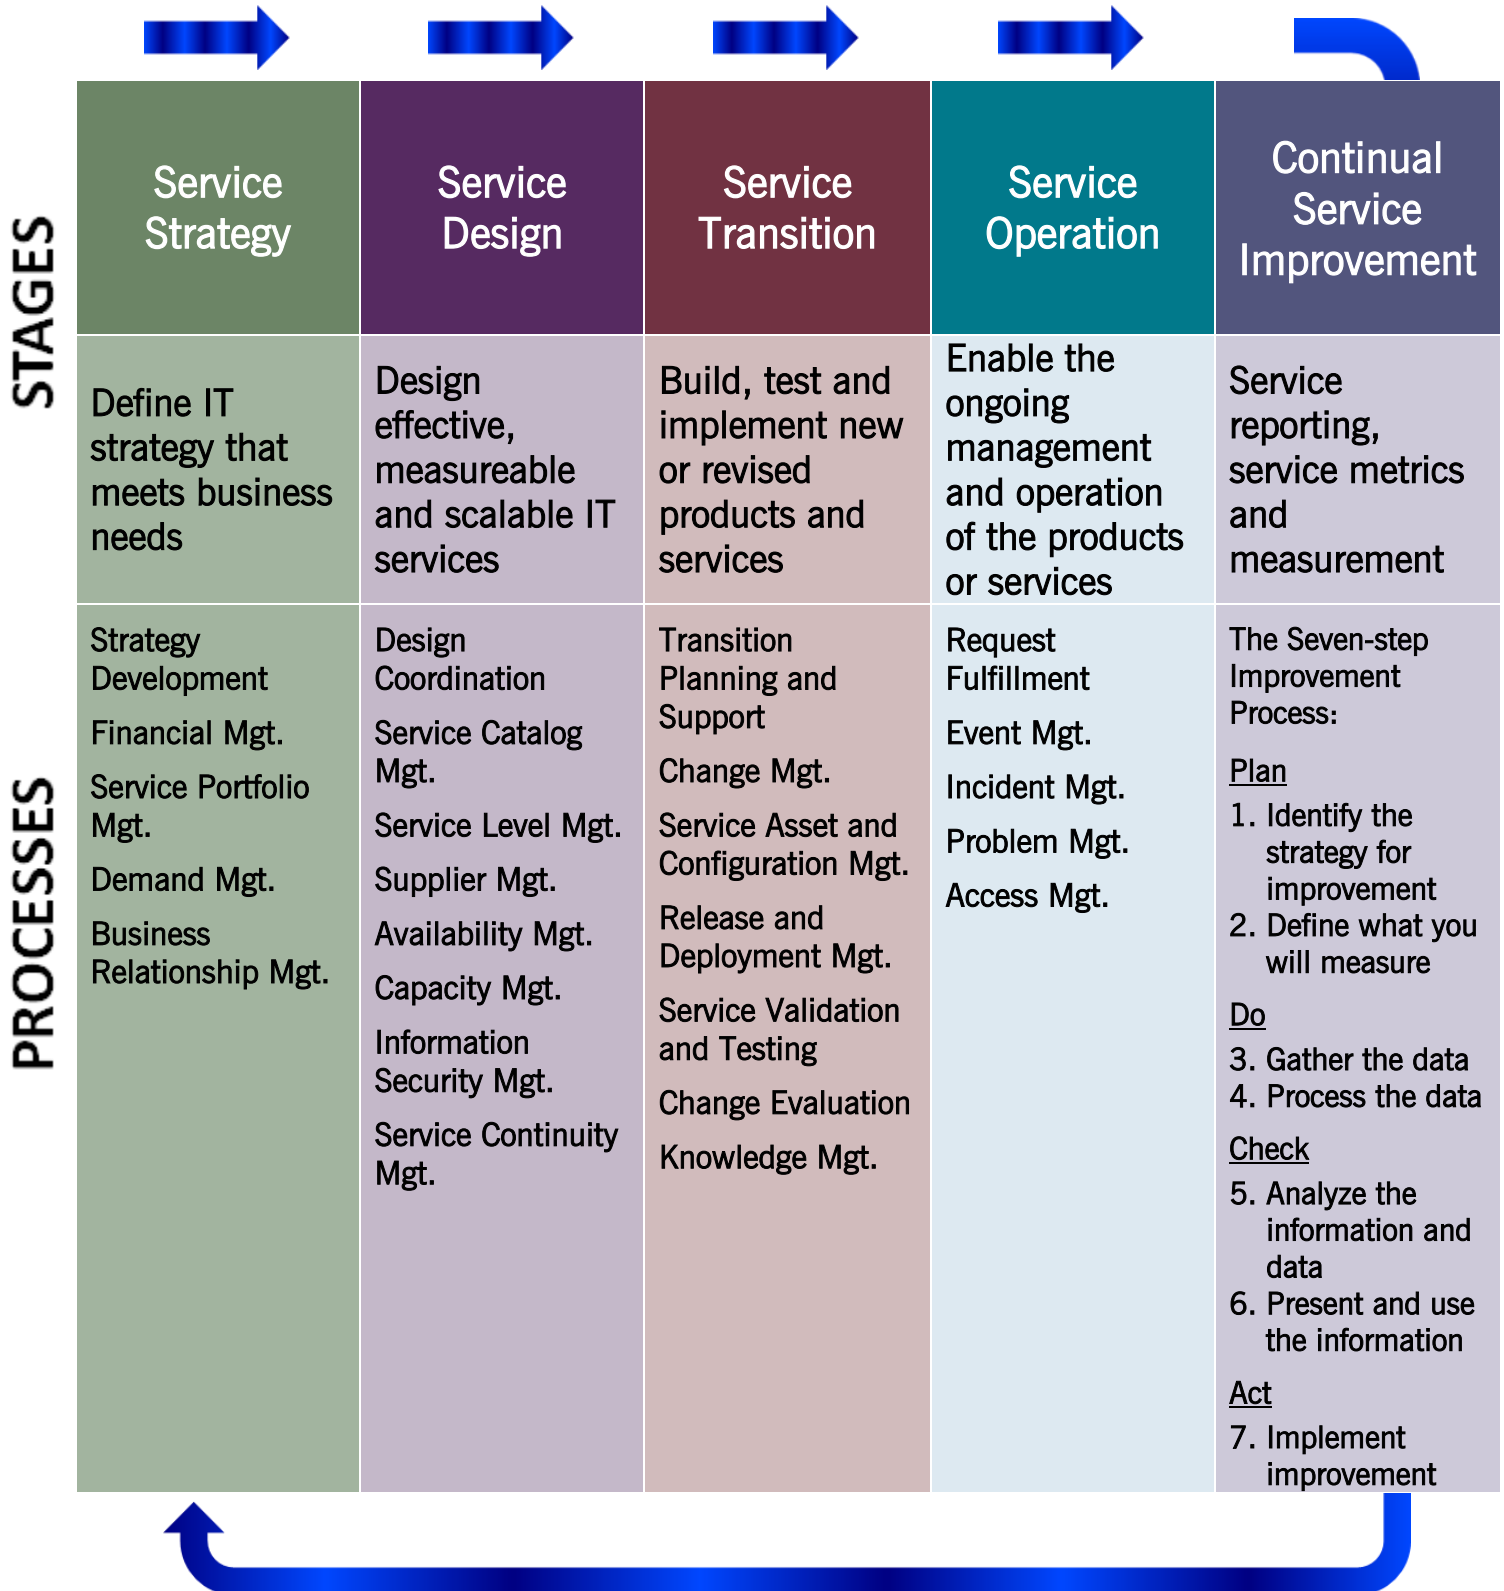 STAGES
Service
Strategy
Service
Design
Service
Transition
Service
Operation
Continual
Service
Improvement
Define IT
strategy that
meets business
needs
Design
effective,
measureable
and scalable IT
services
Build, test and
implement new
or revised
products and
services
Enable the
ongoing
management
and operation
of the products
or services
Service
reporting,
service metrics
and
measurement
PROCESSES
Strategy
Development
Financial Mgt.
Service Portfolio
Mgt.
Demand Mgt.
Business
Relationship Mgt.
Design
Coordination
Service Catalog
Mgt.
Service Level Mgt.
Supplier Mgt.
Availability Mgt.
Capacity Mgt.
Information
Security Mgt.
Service Continuity
Mgt.
Transition
Planning and
Support
Change Mgt.
Service Asset and
Configuration Mgt.
Release and
Deployment Mgt.
Service Validation
and Testing
Change Evaluation
Knowledge Mgt.
Request
Fulfillment
Event Mgt.
Incident Mgt.
Problem Mgt.
Access Mgt.
The Seven-step
Improvement
Process:
Plan
1. Identify the
strategy for
improvement
2. Define what you
will measure
Do
3. Gather the data
4. Process the data
Check
5. Analyze the
information and
data
6. Present and use
the information
Act
7. Implement
improvement